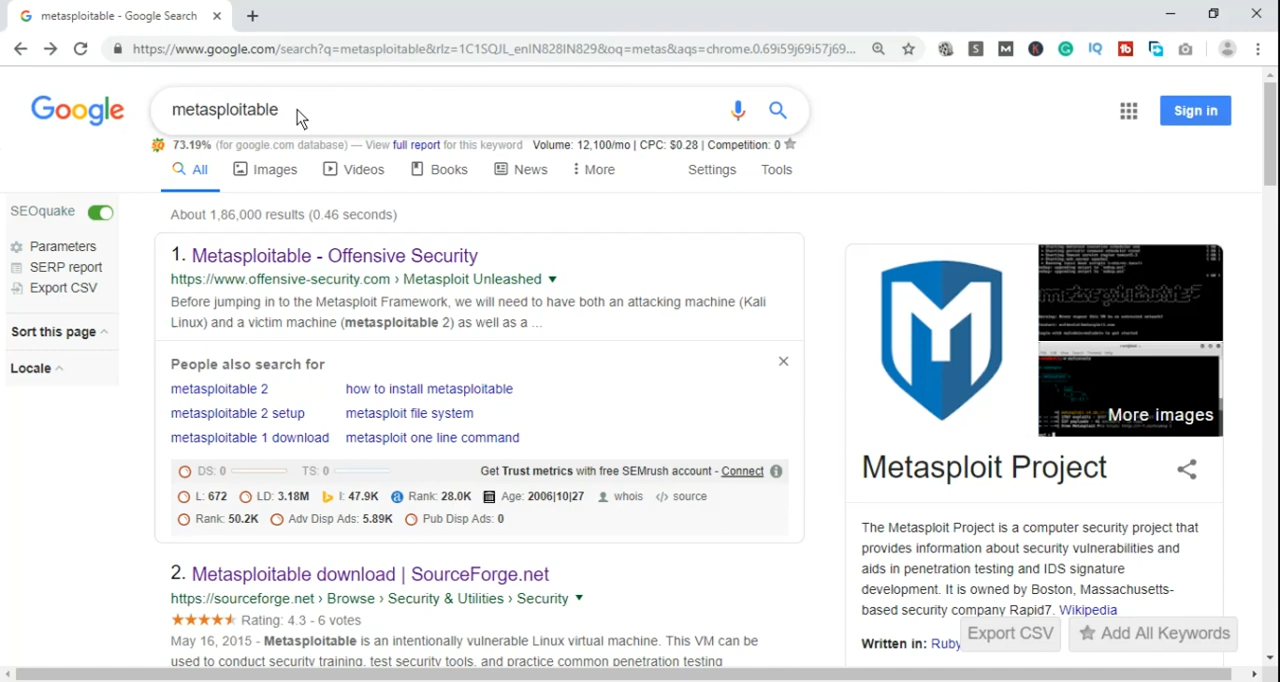 metasploitable - Google Search
https://www.google.com/search?q=metasploitable&rlz=1C1SQJL_enIN828IN829&oq=metas&aqs=chrome.0.69i59j69i57j69...
Google
metasploitable
Sign in
73.19% (for google.com database) — View full report for this keyword Volume: 12,100/mo | CPC: $0.28 | Competition: 0
All Images Videos Books News More Settings Tools
SEOquake
Parameters
SERP report
Export CSV
Sort this page
Locale
About 1,86,000 results (0.46 seconds)
1. Metasploitable - Offensive Security
https://www.offensive-security.com › Metasploit Unleashed
Before jumping in to the Metasploit Framework, we will need to have both an attacking machine (Kali
Linux) and a victim machine (metasploitable 2) as well as a ...
People also search for
metasploitable 2 how to install metasploitable
metasploitable 2 setup metasploit file system
metasploitable 1 download metasploit one line command
DS: 0 TS: 0 Get Trust metrics with free SEMrush account - Connect
L: 672 LD: 3.18M I: 47.9K Rank: 28.0K Age: 2006|10|27 whois source
Rank: 50.2K Adv Disp Ads: 5.89K Pub Disp Ads: 0
2. Metasploitable download | SourceForge.net
https://sourceforge.net › Browse › Security & Utilities › Security
Rating: 4.3 - 6 votes
May 16, 2015 - Metasploitable is an intentionally vulnerable Linux virtual machine. This VM can be
used to conduct security training, test security tools, and practice common penetration testing
More images
Metasploit Project
The Metasploit Project is a computer security project that
provides information about security vulnerabilities and
aids in penetration testing and IDS signature
development. It is owned by Boston, Massachusetts-
based security company Rapid7. Wikipedia
Written in: Ruby
Export CSV
Add All Keywords